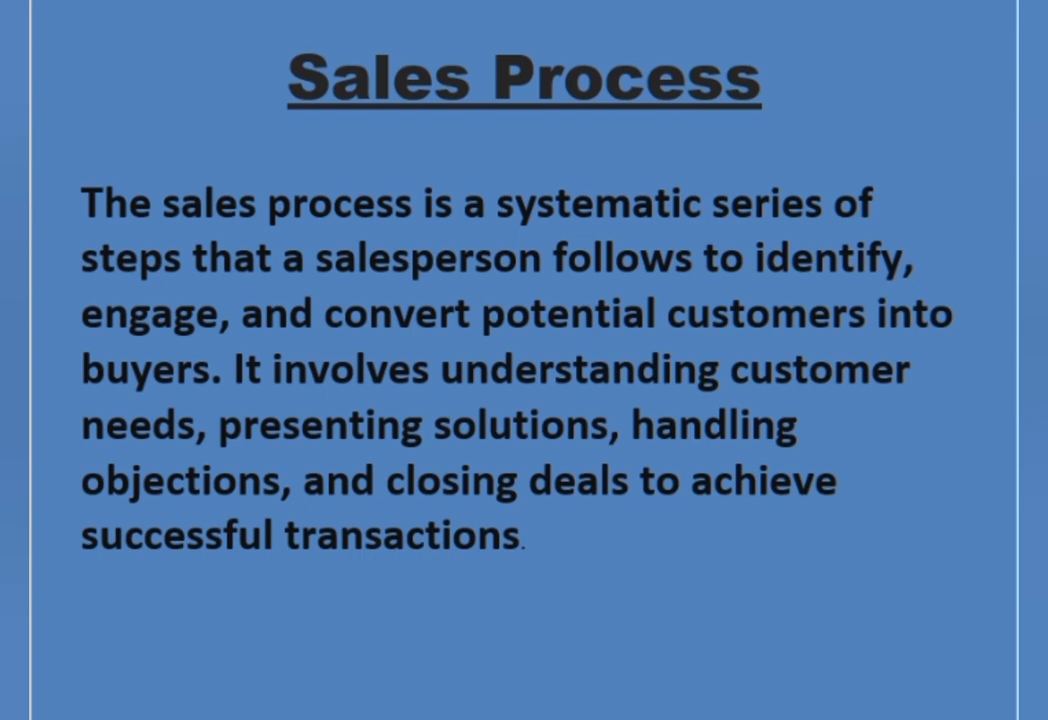 Sales Process
The sales process is a systematic series of
steps that a salesperson follows to identify,
engage, and convert potential customers into
buyers. It involves understanding customer
needs, presenting solutions, handling
objections, and closing deals to achieve
successful transactions.